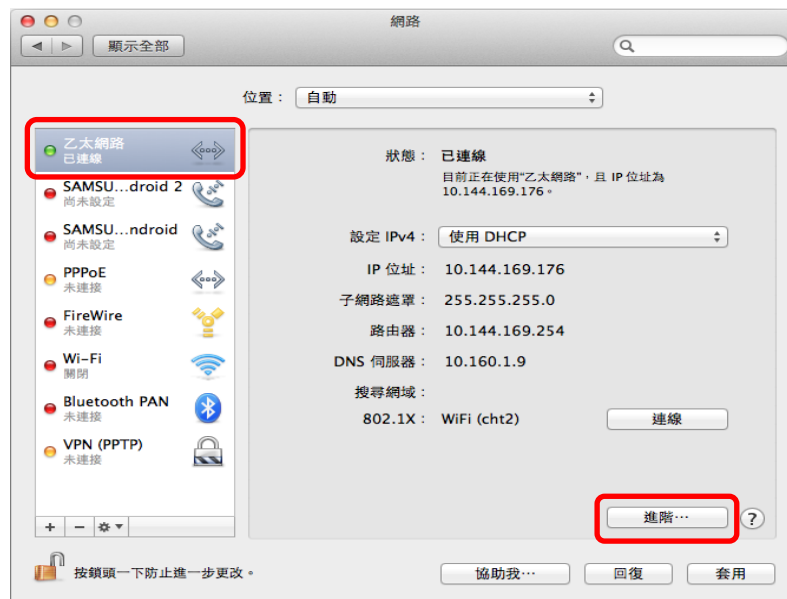 網路
顯示全部
位置： 自動
乙太網路
已連線
SAMSU...droid 2
尚未設定
SAMSU...ndroid
尚未設定
PPPoE
未連接
FireWire
未連接
Wi-Fi
關閉
Bluetooth PAN
未連接
VPN (PPTP)
未連接
狀態： 已連線
目前正在使用“乙太網路”，且 IP 位址為
10.144.169.176。
設定 IPv4： 使用 DHCP
IP 位址： 10.144.169.176
子網路遮罩： 255.255.255.0
路由器： 10.144.169.254
DNS 伺服器： 10.160.1.9
搜尋網域：
802.1X： WiFi (cht2) 連線
進階… ?
按鎖頭一下防止進一步更改。
協助我… 回復 套用